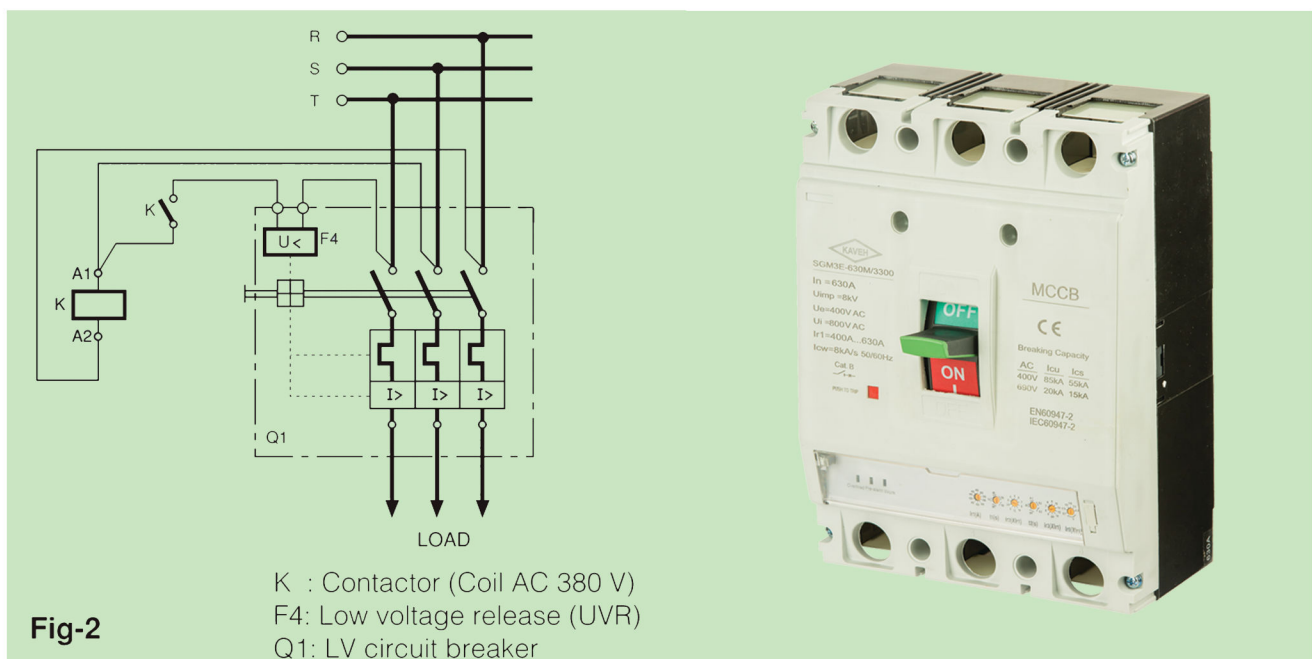 R
S
T
K
U<
F4
A1
K
A2
I> I> I>
Q1
LOAD
K : Contactor (Coil AC 380 V)
F4: Low voltage release (UVR)
Q1: LV circuit breaker
Fig-2
KAVEH
SGM3E-630M/3300
In =630A
Uimp =8kV
Ue=400V AC
Ui =800V AC
Ir1=400A...630A
Icw=8kA/s 50/60Hz
Cat.B
OFF
ON
MCCB
CE
Breaking Capacity
AC Icu Ics
400V 85kA 55kA
690V 20kA 15kA
EN60947-2
IEC60947-2
630A